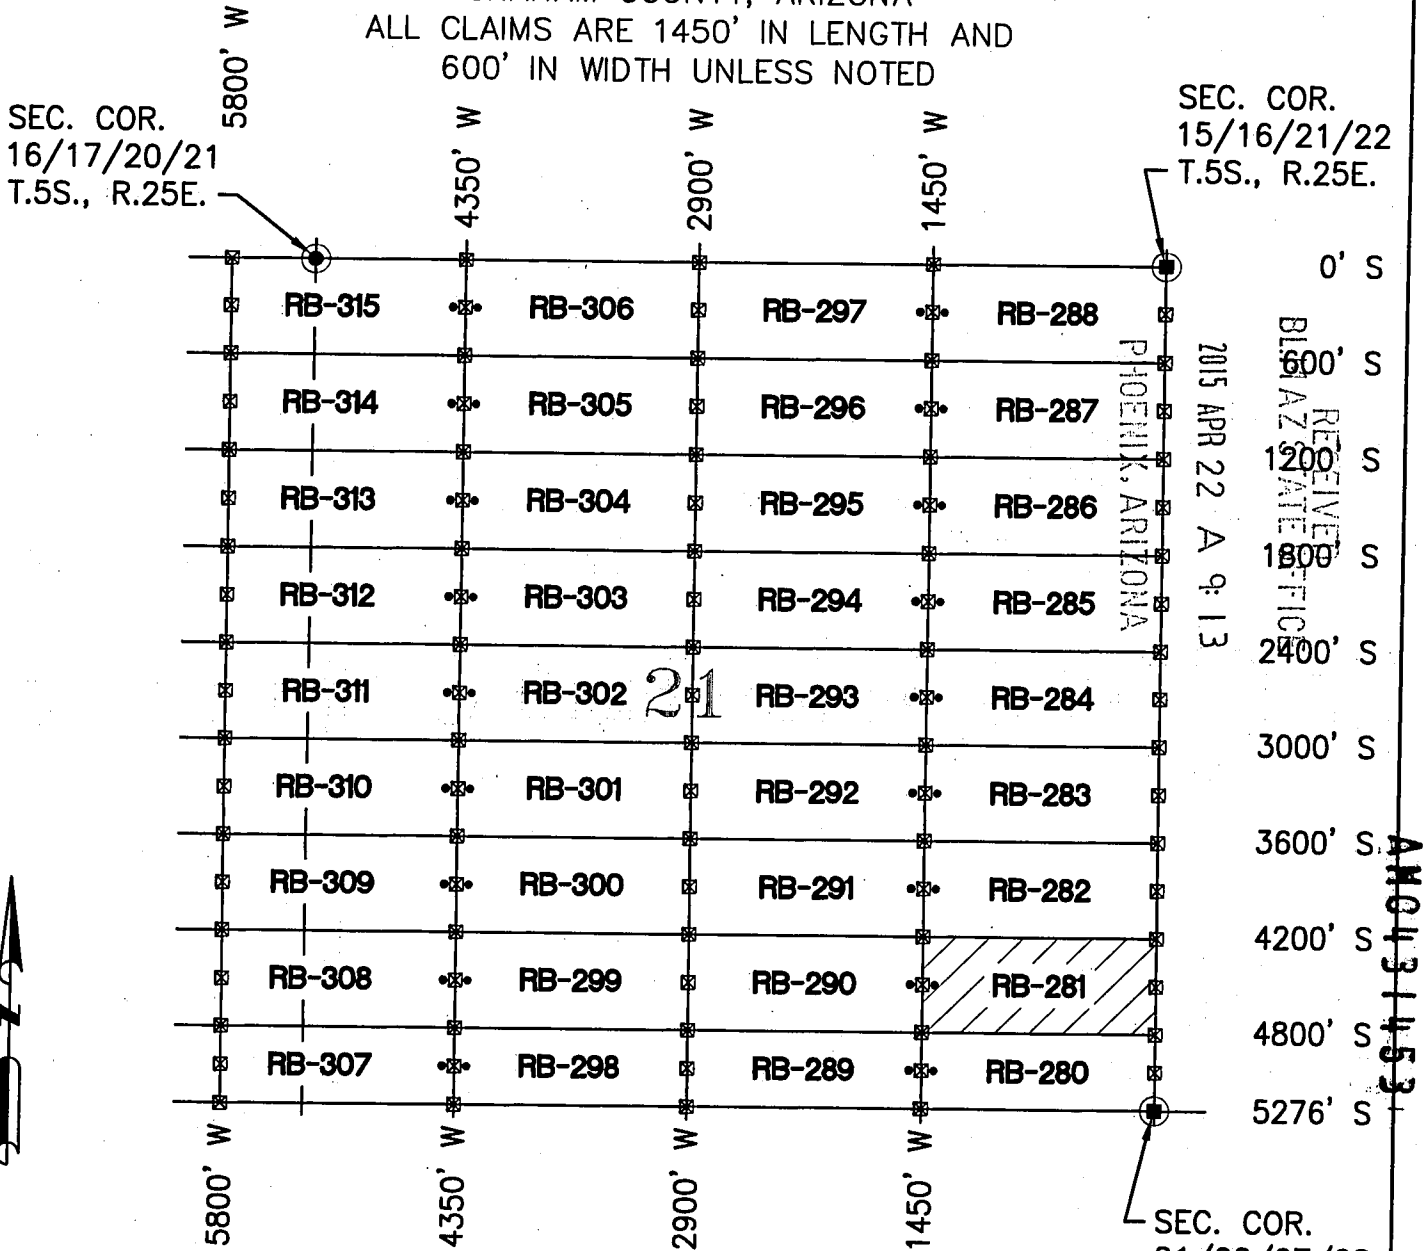 ALL CLAIMS ARE 1450' IN LENGTH AND
600' IN WIDTH UNLESS NOTED
SEC. COR.
16/17/20/21
T.5S., R.25E.
SEC. COR.
15/16/21/22
T.5S., R.25E.
5800' W
4350' W
2900' W
1450' W
0' S
RB-315 RB-306 RB-297 RB-288
600' S
RB-314 RB-305 RB-296 RB-287
1200' S
RB-313 RB-304 RB-295 RB-286
1800' S
RB-312 RB-303 RB-294 RB-285
2400' S
RB-311 RB-302 21 RB-293 RB-284
3000' S
RB-310 RB-301 RB-292 RB-283
3600' S
RB-309 RB-300 RB-291 RB-282
4200' S
RB-308 RB-299 RB-290 RB-281
4800' S
RB-307 RB-298 RB-289 RB-280
5276' S
RECEIVED
BLM AZ STATE OFFICE
2015 APR 22 A 9:13
PHOENIX, ARIZONA
AMC431453
5800' W
4350' W
2900' W
1450' W
SEC. COR.